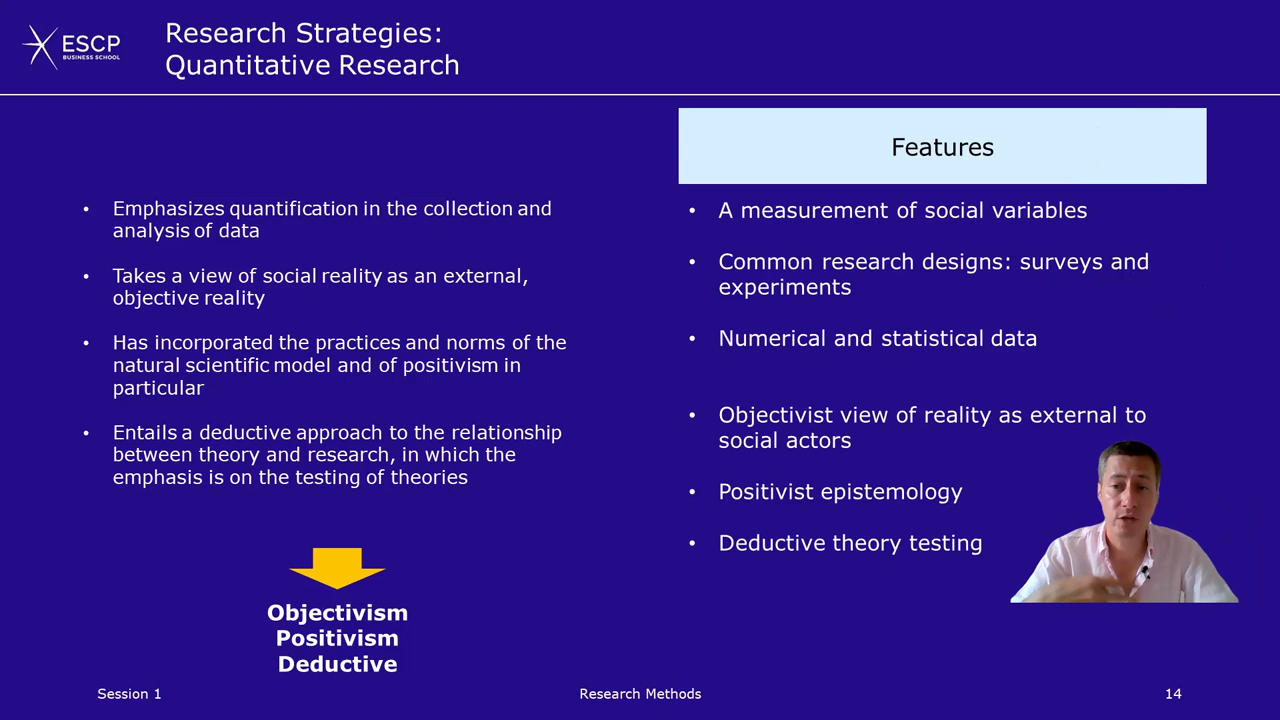 ESCP
BUSINESS SCHOOL
Research Strategies:
Quantitative Research
• Emphasizes quantification in the collection and
analysis of data
• Takes a view of social reality as an external,
objective reality
• Has incorporated the practices and norms of the
natural scientific model and of positivism in
particular
• Entails a deductive approach to the relationship
between theory and research, in which the
emphasis is on the testing of theories
Objectivism
Positivism
Deductive
Features
• A measurement of social variables
• Common research designs: surveys and
experiments
• Numerical and statistical data
• Objectivist view of reality as external to
social actors
• Positivist epistemology
• Deductive theory testing
Session 1
Research Methods
14